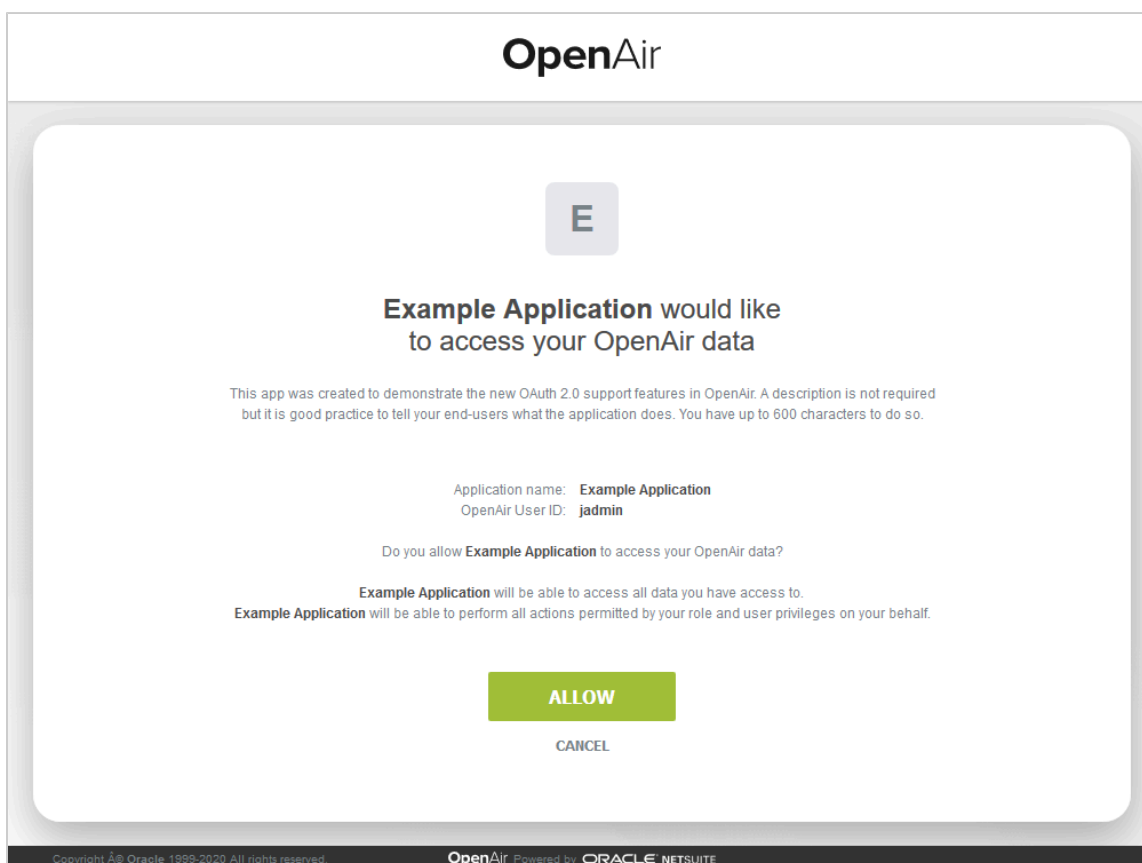 OpenAir
E
Example Application would like
to access your OpenAir data
This app was created to demonstrate the new OAuth 2.0 support features in OpenAir. A description is not required
but it is good practice to tell your end-users what the application does. You have up to 600 characters to do so.
Application name: Example Application
OpenAir User ID: jadmin
Do you allow Example Application to access your OpenAir data?
Example Application will be able to access all data you have access to.
Example Application will be able to perform all actions permitted by your role and user privileges on your behalf.
ALLOW
CANCEL
Copyright Â© Oracle 1999-2020 All rights reserved. OpenAir Powered by ORACLE NETSUITE